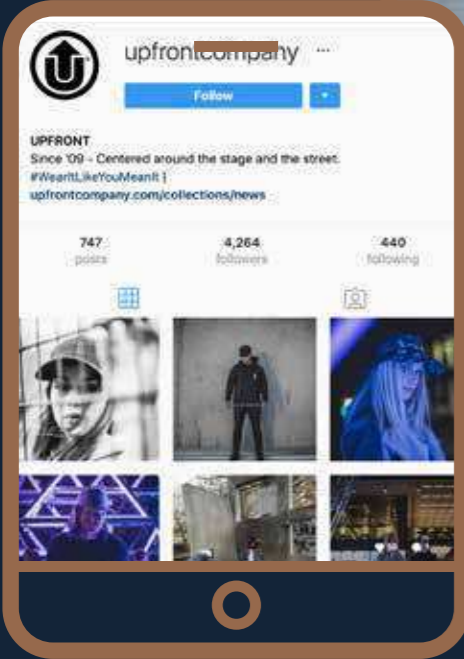 upfrontcompany ...
Follow
UPFRONT
Since '09 - Centered around the stage and the street.
#WearItLikeYouMeanIt |
upfrontcompany.com/collections/news
747 4,264 440
posts followers following